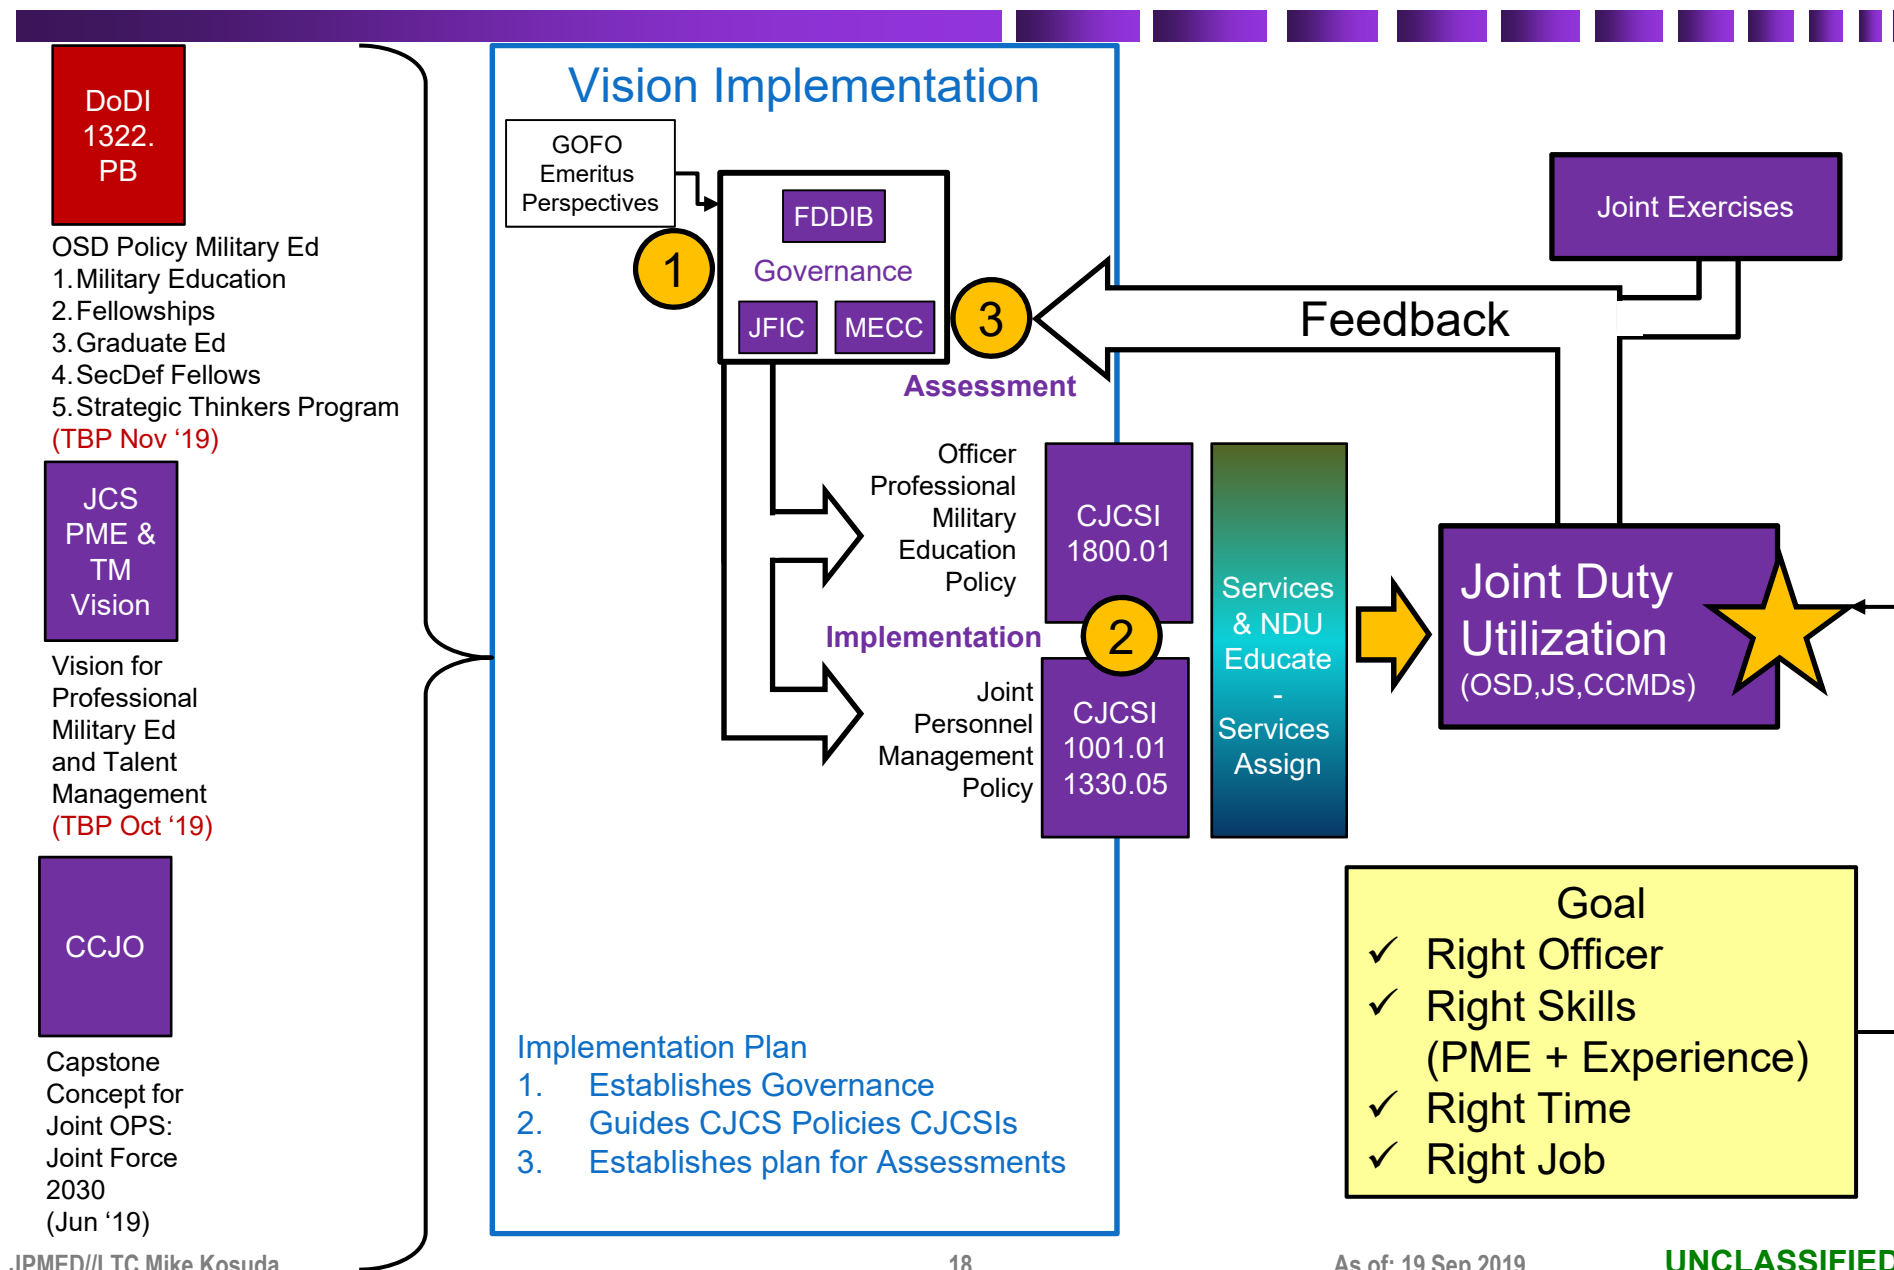 DoDI
1322.
PB
OSD Policy Military Ed
1. Military Education
2. Fellowships
3. Graduate Ed
4. SecDef Fellows
5. Strategic Thinkers Program
(TBP Nov ‘19)
JCS
PME &
TM
Vision
Vision for
Professional
Military Ed
and Talent
Management
(TBP Oct ‘19)
CCJO
Capstone
Concept for
Joint OPS:
Joint Force
2030
(Jun ‘19)
Vision Implementation
GOFO
Emeritus
Perspectives
1
FDDIB
Governance
JFIC
MECC
3
Assessment
Feedback
Joint Exercises
Officer
Professional
Military
Education
Policy
CJCSI
1800.01
Implementation
2
Joint
Personnel
Management
Policy
CJCSI
1001.01
1330.05
Services
& NDU
Educate
-
Services
Assign
Joint Duty
Utilization
(OSD,JS,CCMDs)
Implementation Plan
1. Establishes Governance
2. Guides CJCS Policies CJCSIs
3. Establishes plan for Assessments
Goal
✓ Right Officer
✓ Right Skills
(PME + Experience)
✓ Right Time
✓ Right Job
JPMED//LTC Mike Kosuda
18
As of: 19 Sep 2019
UNCLASSIFIED